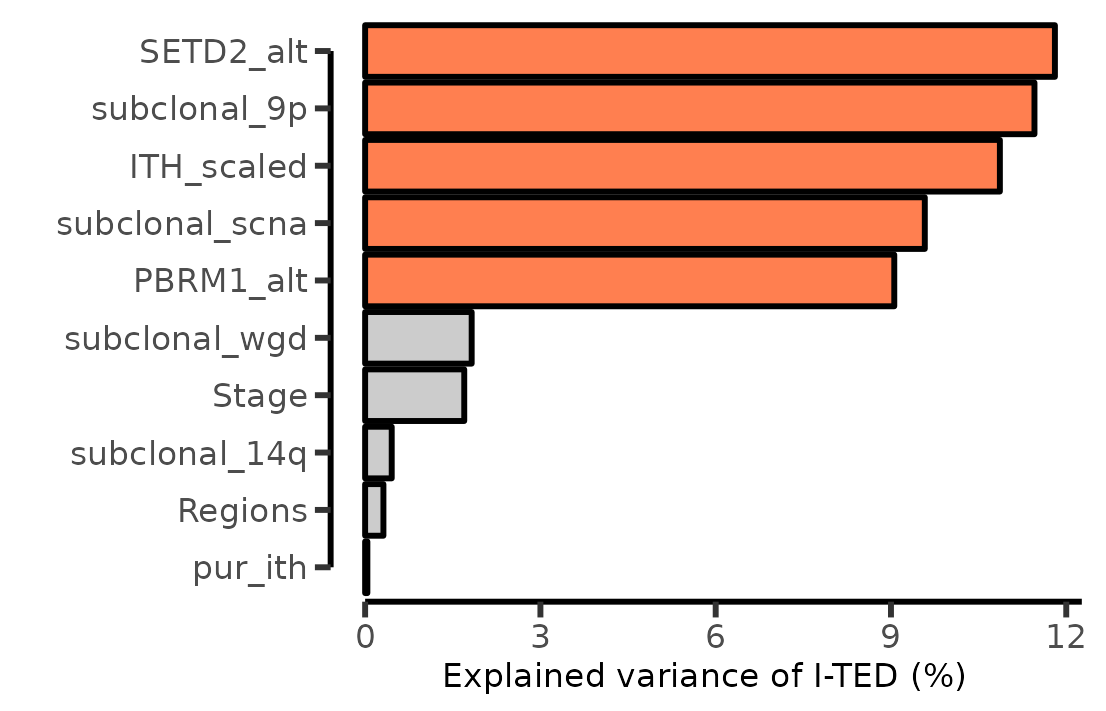 SETD2_alt
subclonal_9p
ITH_scaled
subclonal_scna
PBRM1_alt
subclonal_wgd
Stage
subclonal_14q
Regions
pur_ith
0 3 6 9 12
Explained variance of I-TED (%)